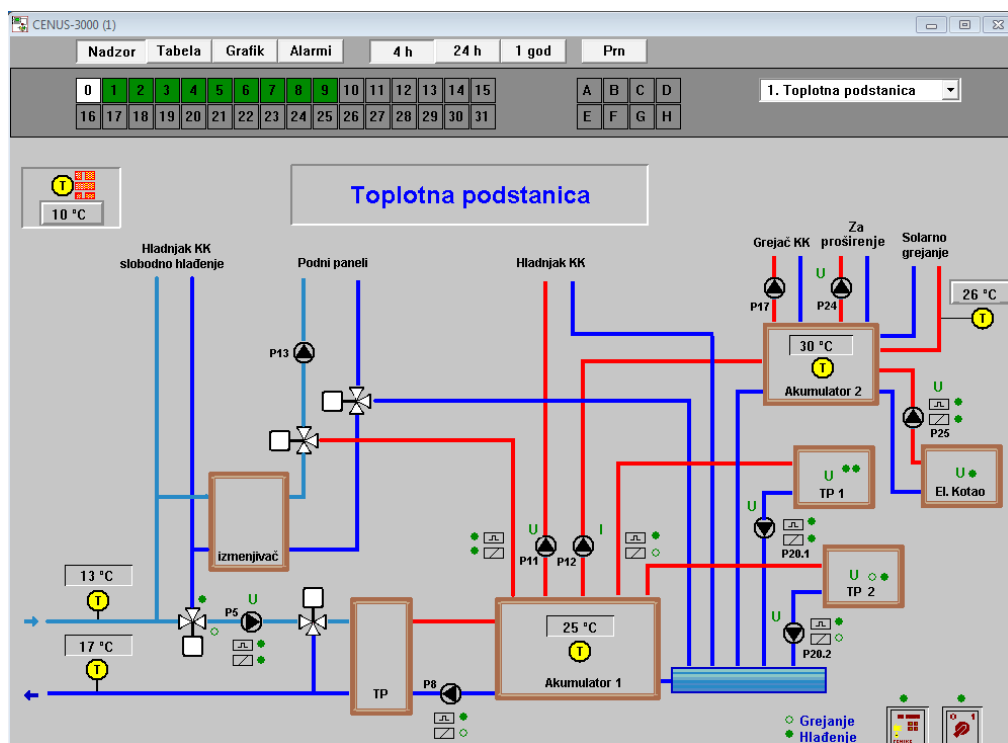 CENUS-3000 (1)
Nadzor Tabela Grafik Alarmi 4 h 24 h 1 god Prn
0 1 2 3 4 5 6 7 8 9 10 11 12 13 14 15 A B C D 1. Toplotna podstanica
16 17 18 19 20 21 22 23 24 25 26 27 28 29 30 31 E F G H
T
10 °C
Toplotna podstanica
Hladnjak KK
slobodno hlađenje
Podni paneli
Hladnjak KK
Grejač KK
Za
proširenje
Solarno
grejanje
U
P17
P24
26 °C
T
P13
30 °C
T
Akumulator 2
U
P25
U
TP 1
U
El. Kotao
U
P20.1
izmenjivač
U
P11
I
P12
U
TP 2
U
P20.2
13 °C
T
P5
U
17 °C
T
TP
P8
25 °C
T
Akumulator 1
Grejanje
Hlađenje
0 1